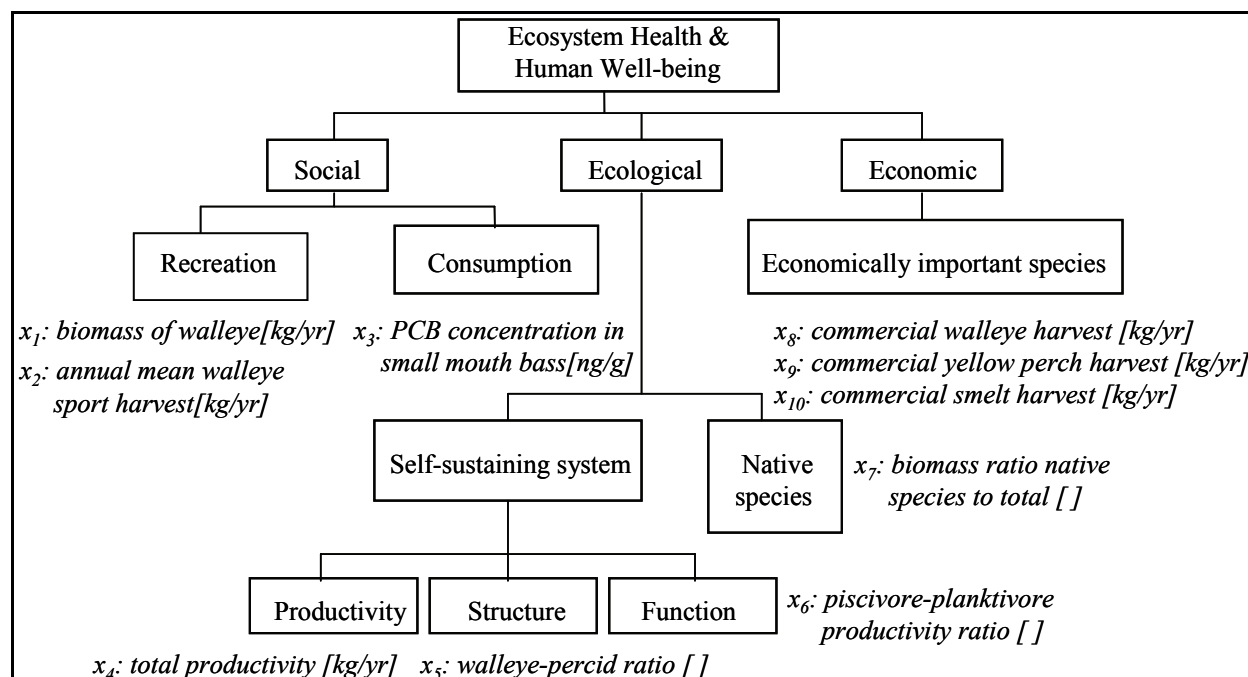 Ecosystem Health &
Human Well-being
Social
Ecological
Economic
Recreation
Consumption
Economically important species
x1: biomass of walleye[kg/yr]
x2: annual mean walleye
sport harvest[kg/yr]
x3: PCB concentration in
small mouth bass[ng/g]
x8: commercial walleye harvest [kg/yr]
x9: commercial yellow perch harvest [kg/yr]
x10: commercial smelt harvest [kg/yr]
Self-sustaining system
Native
species
x7: biomass ratio native
species to total [ ]
Productivity
Structure
Function
x6: piscivore-planktivore
productivity ratio [ ]
x4: total productivity [kg/yr]
x5: walleye-percid ratio [ ]